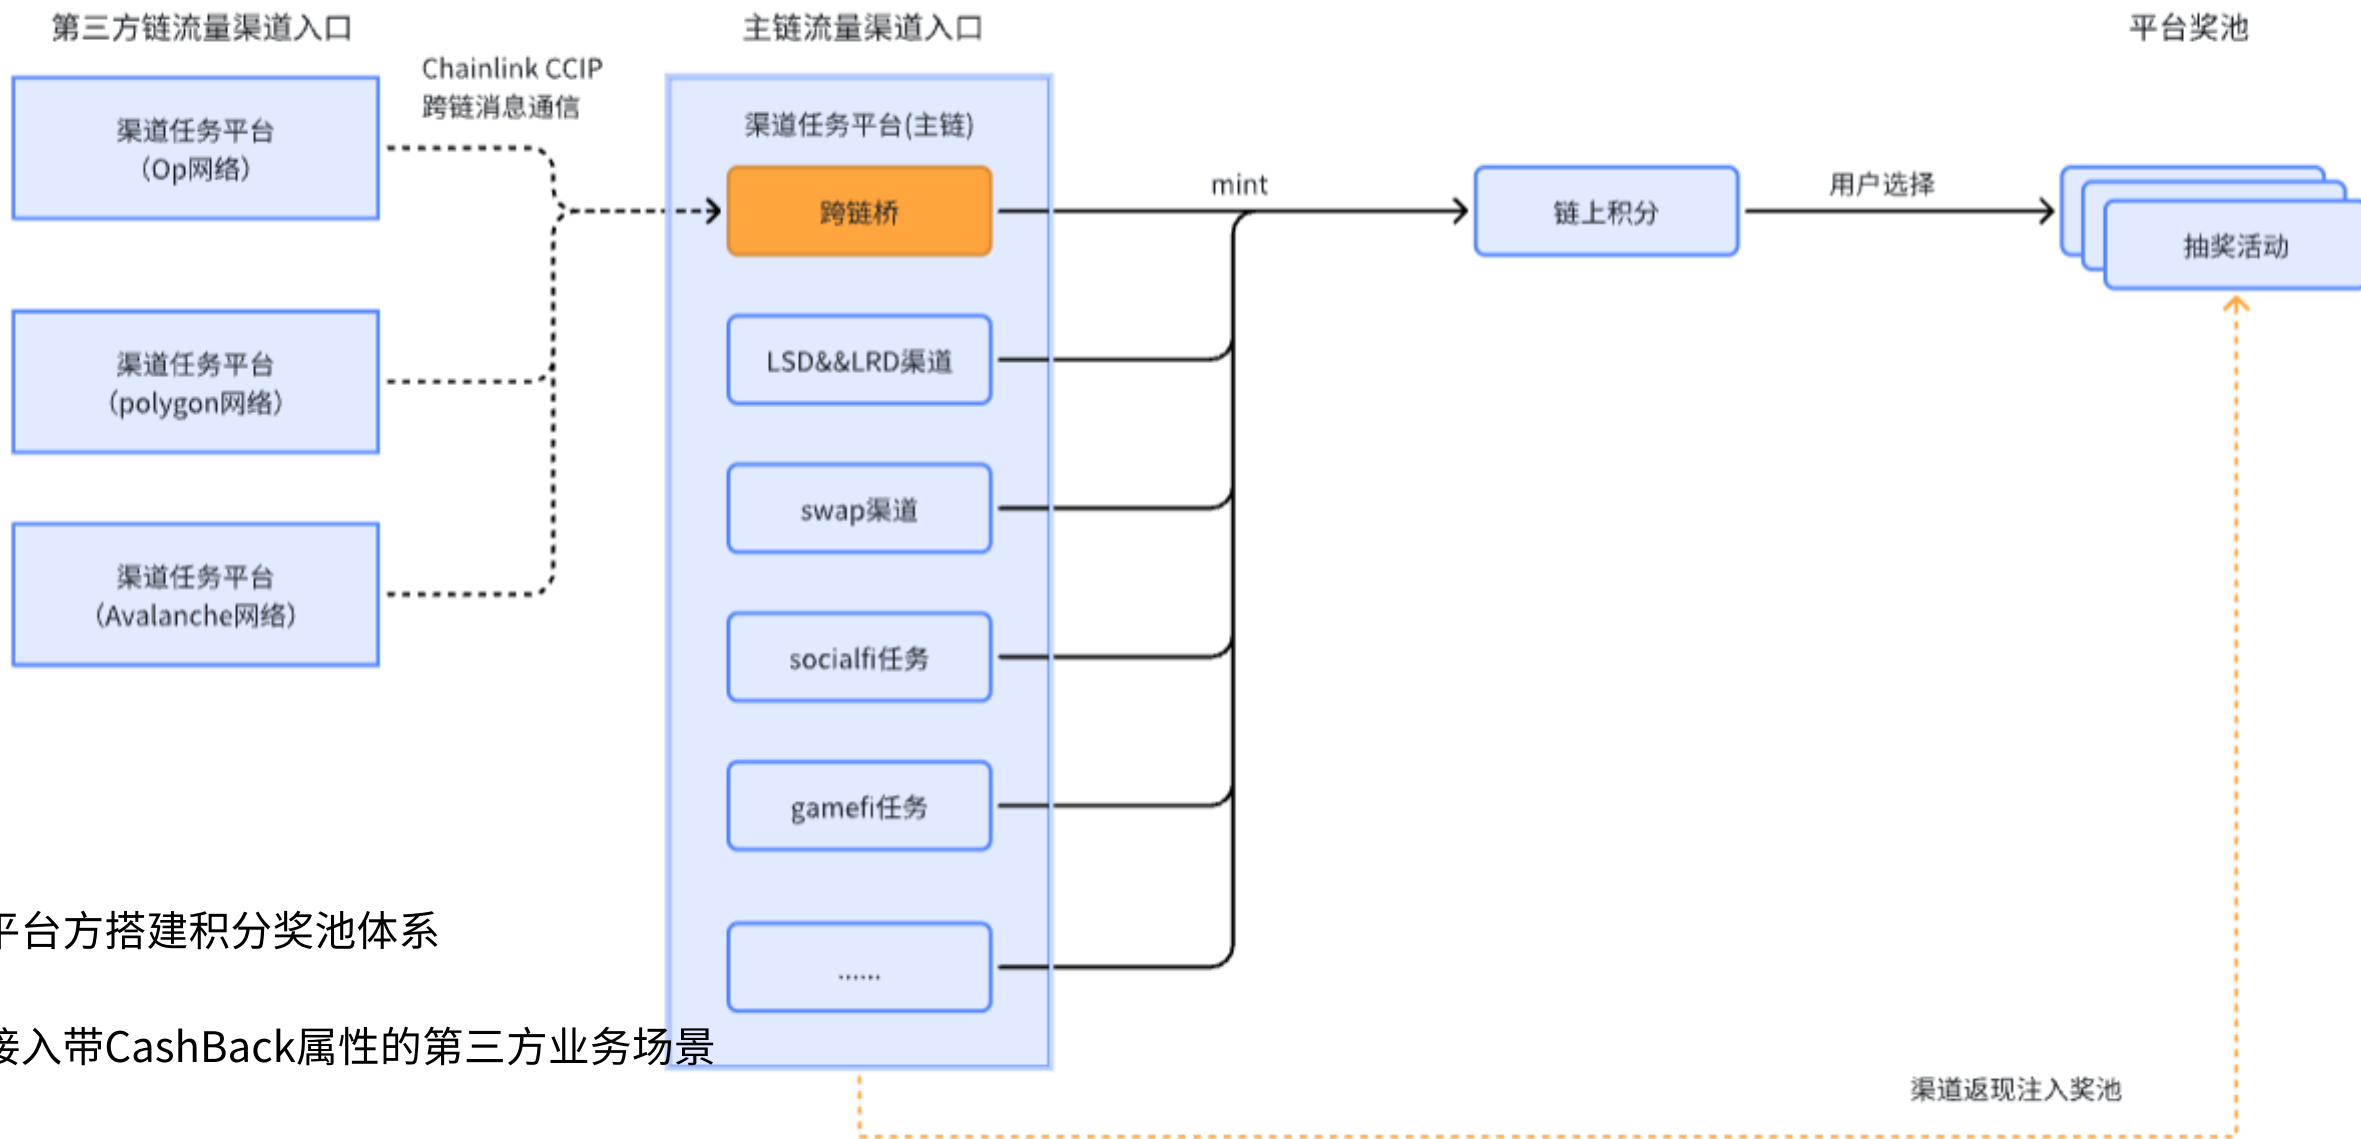 第三方链流量渠道入口
主链流量渠道入口
平台奖池
Chainlink CCIP
跨链消息通信
渠道任务平台
（Op网络）
渠道任务平台
（polygon网络）
渠道任务平台
（Avalanche网络）
渠道任务平台(主链)
跨链桥
LSD&&LRD渠道
swap渠道
socialfi任务
gamefi任务
......
mint
链上积分
用户选择
抽奖活动
渠道返现注入奖池
平台方搭建积分奖池体系
接入带CashBack属性的第三方业务场景